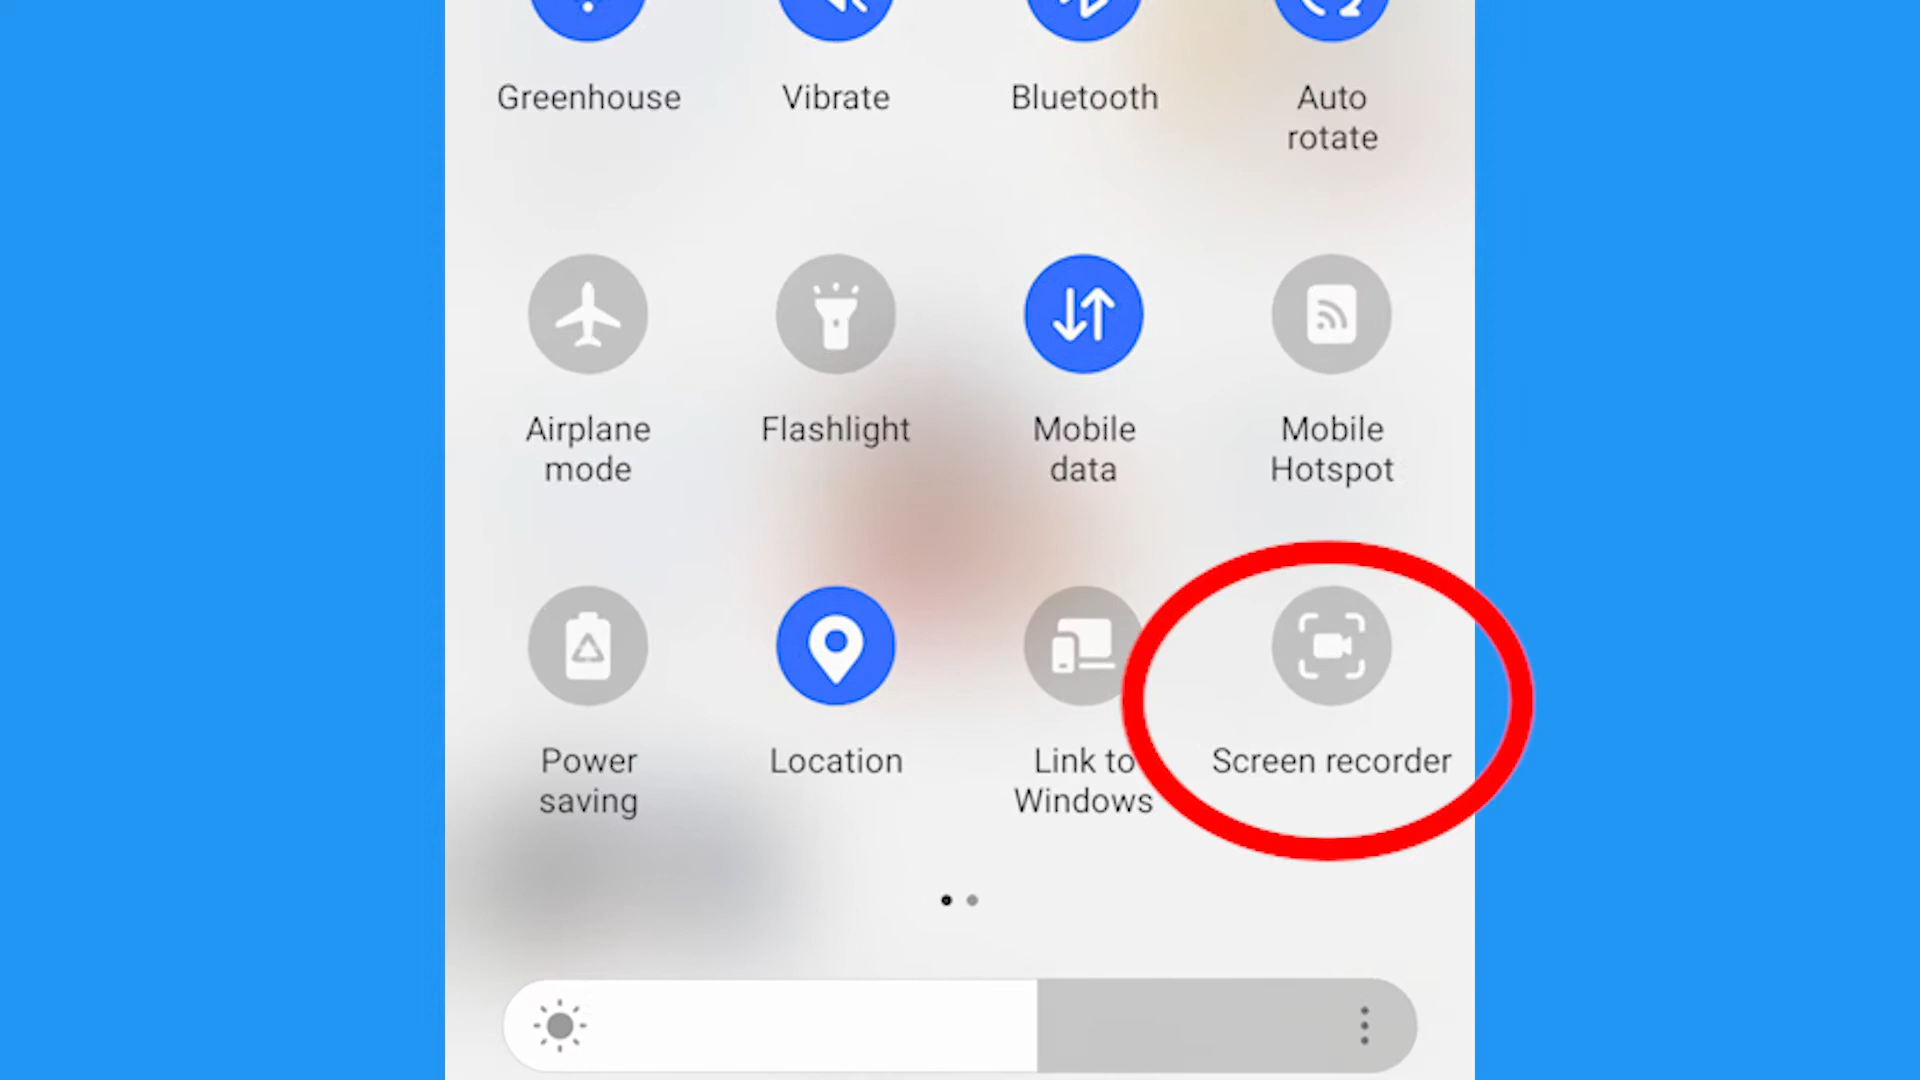 Greenhouse
Vibrate
Bluetooth
Auto
rotate
Airplane
mode
Flashlight
Mobile
data
Mobile
Hotspot
Power
saving
Location
Link to
Windows
Screen recorder